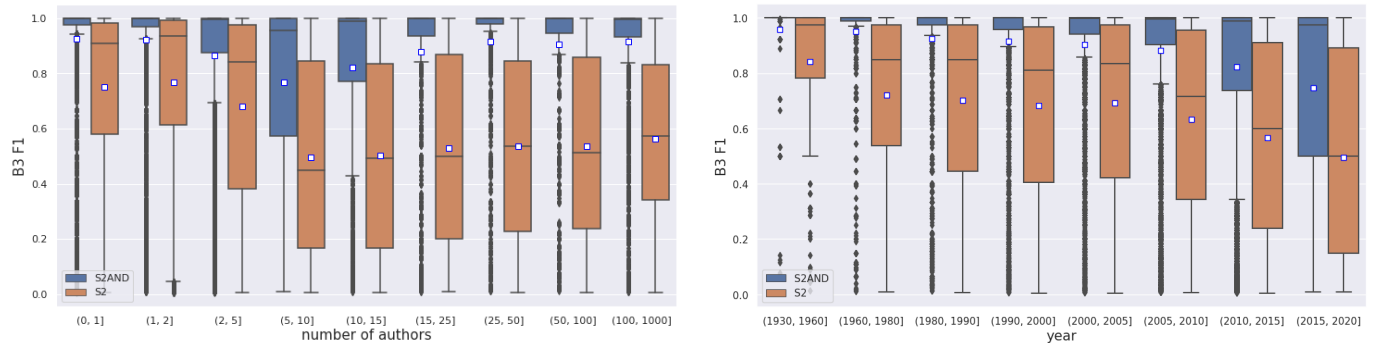 B3 F1
1.0
0.8
0.6
0.4
0.2
0.0
S2AND
S2
(0, 1] (1, 2] (2, 5] (5, 10] (10, 15] (15, 25] (25, 50] (50, 100] (100, 1000]
number of authors
B3 F1
1.0
0.8
0.6
0.4
0.2
0.0
S2AND
S2
(1930, 1960] (1960, 1980] (1980, 1990] (1990, 2000] (2000, 2005] (2005, 2010] (2010, 2015] (2015, 2020]
year